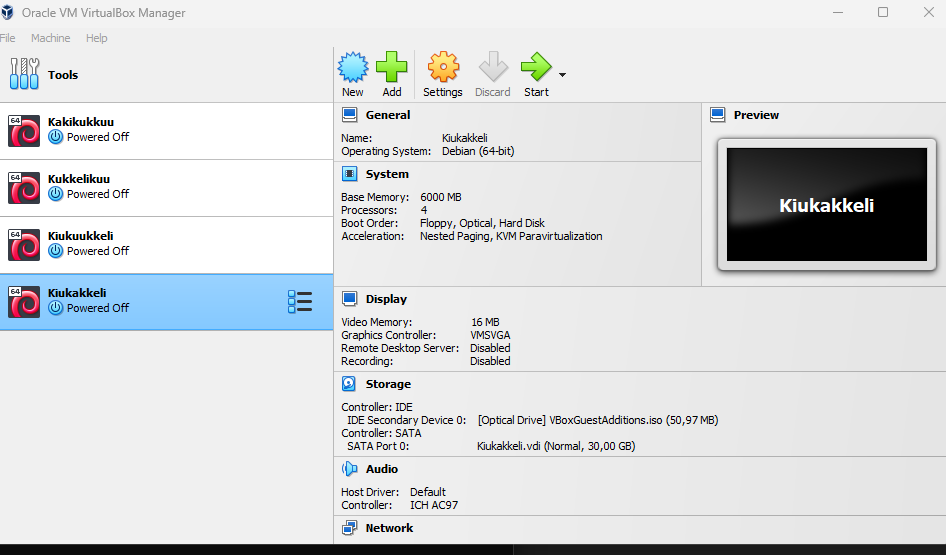 Oracle VM VirtualBox Manager
File Machine Help
Tools
New Add Settings Discard Start
64 Kakikukkuu
Powered Off
64 Kukkelikuu
Powered Off
64 Kiukuukkeli
Powered Off
64 Kiukakkeli
Powered Off
General
Name: Kiukakkeli
Operating System: Debian (64-bit)
System
Base Memory: 6000 MB
Processors: 4
Boot Order: Floppy, Optical, Hard Disk
Acceleration: Nested Paging, KVM Paravirtualization
Preview
Kiukakkeli
Display
Video Memory: 16 MB
Graphics Controller: VMSVGA
Remote Desktop Server: Disabled
Recording: Disabled
Storage
Controller: IDE
IDE Secondary Device 0: [Optical Drive] VBoxGuestAdditions.iso (50,97 MB)
Controller: SATA
SATA Port 0: Kiukakkeli.vdi (Normal, 30,00 GB)
Audio
Host Driver: Default
Controller: ICH AC97
Network